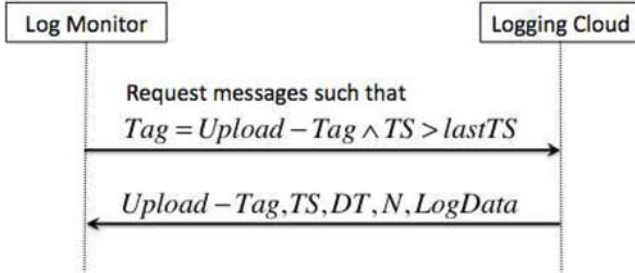 Log Monitor
Logging Cloud
Request messages such that
Tag = Upload − Tag ∧ TS > lastTS
Upload − Tag, TS, DT, N, LogData